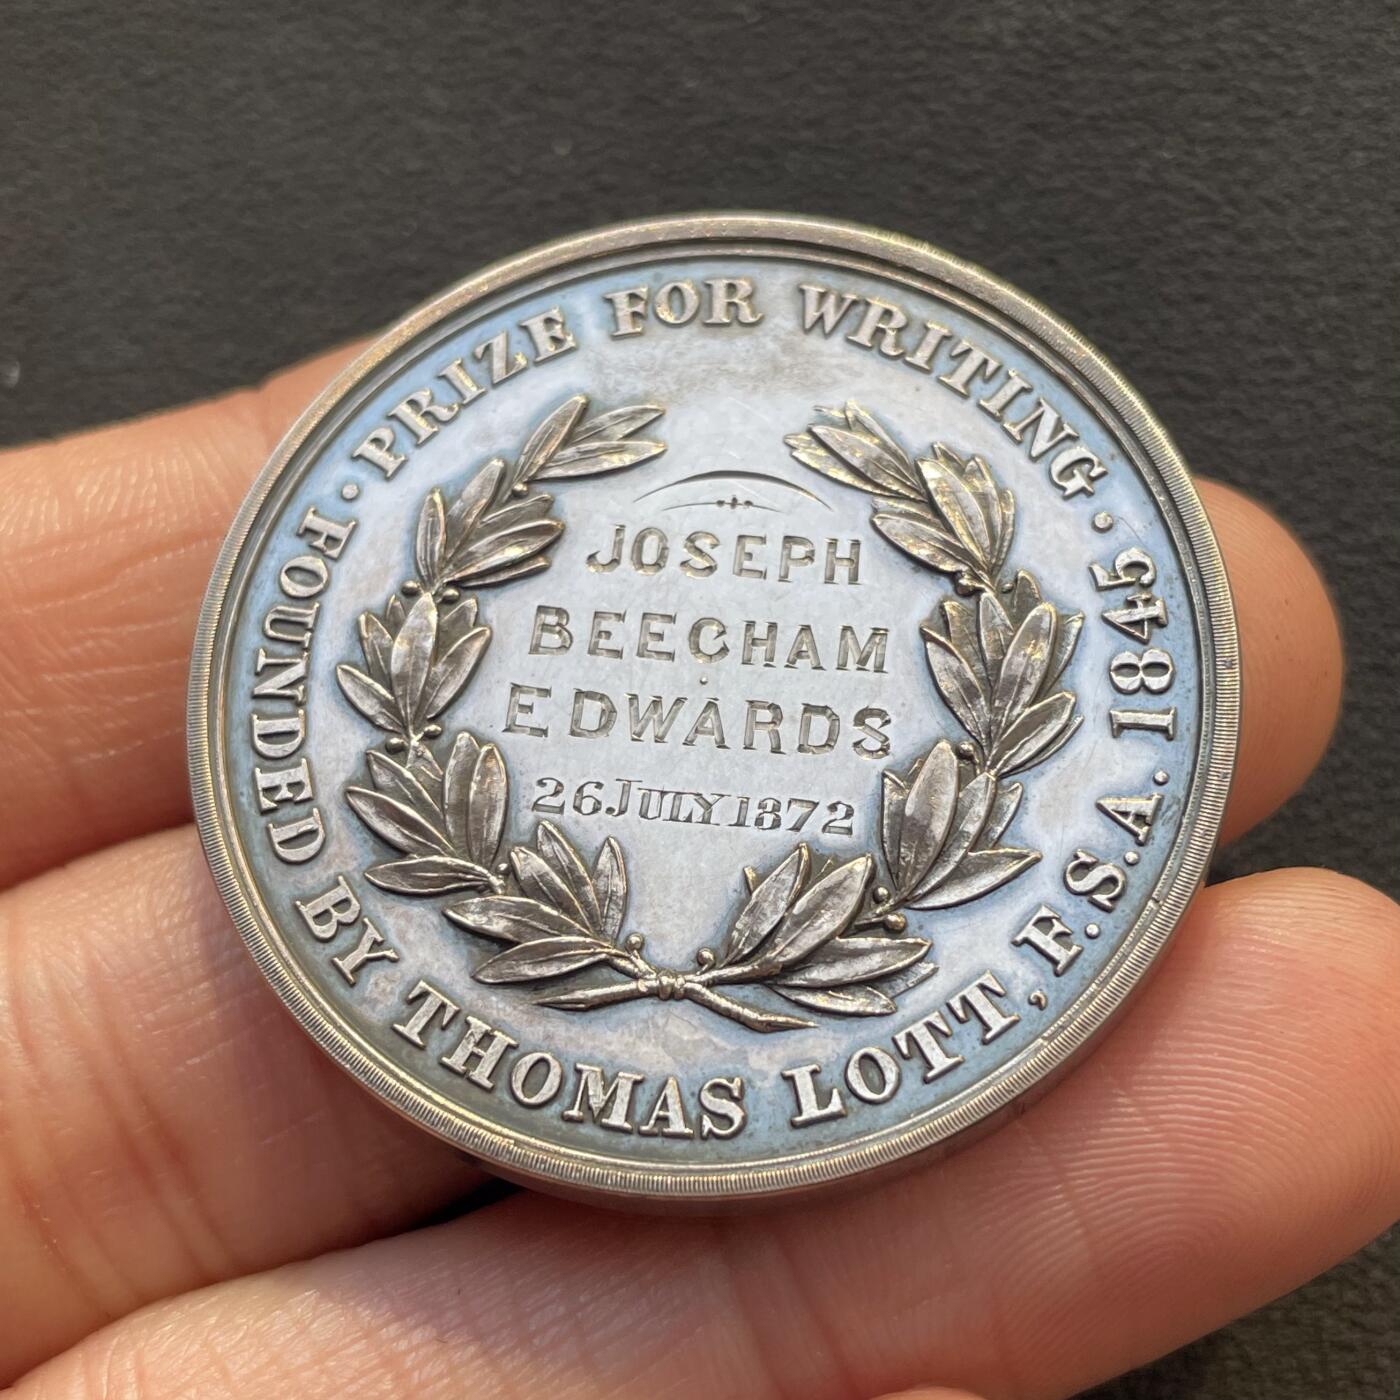 · PRIZE FOR WRITING ·
FOUNDED BY THOMAS LOTT, F.S.A. 1845
JOSEPH
BEECHAM
EDWARDS
26 JULY 1872